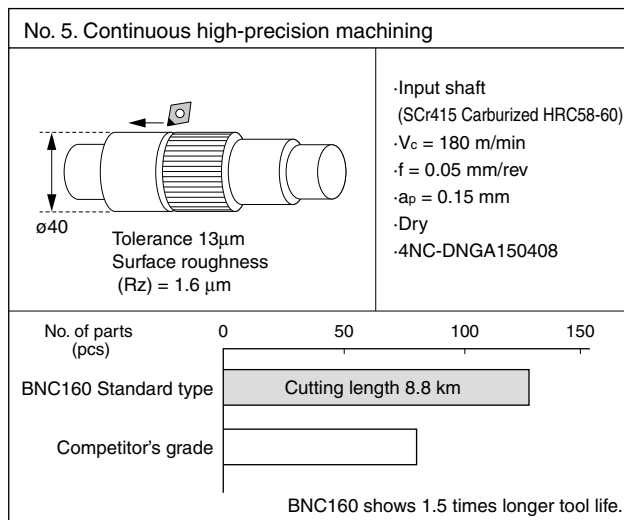 No. 5. Continuous high-precision machining
ø40
Tolerance 13µm
Surface roughness
(Rz) = 1.6 µm
·Input shaft
(SCr415 Carburized HRC58-60)
·Vc = 180 m/min
·f = 0.05 mm/rev
·ap = 0.15 mm
·Dry
·4NC-DNGA150408
No. of parts
(pcs)
0 50 100 150
BNC160 Standard type
Cutting length 8.8 km
Competitor's grade
BNC160 shows 1.5 times longer tool life.